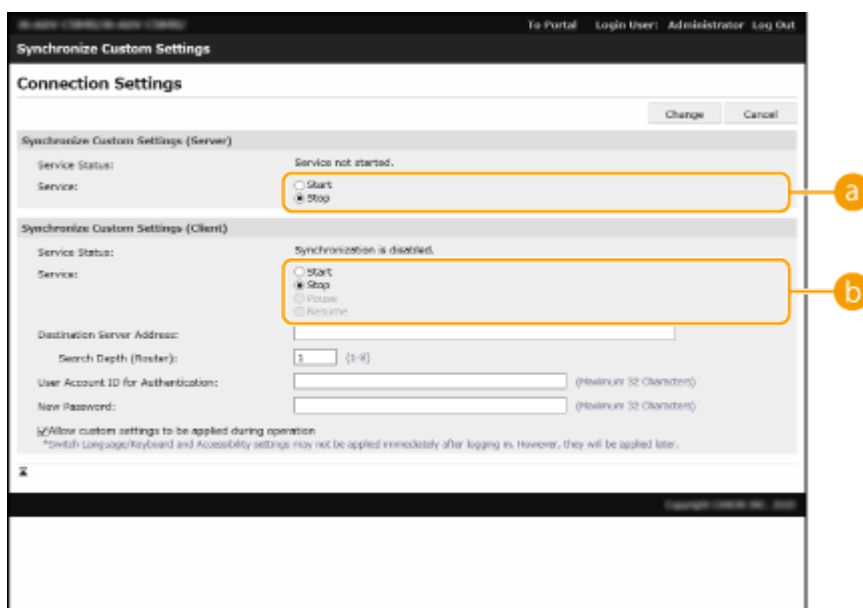 To Portal Login User: Administrator Log Out
Synchronize Custom Settings
Connection Settings
Change Cancel
Synchronize Custom Settings (Server)
Service Status: Service not started.
Service: Start
Stop
a
Synchronize Custom Settings (Client)
Service Status: Synchronization is disabled.
Service: Start
Stop
Pause
Resume
b
Destination Server Address:
Search Depth (Router): 1 (1-8)
User Account ID for Authentication: (Maximum 32 Characters)
New Password: (Maximum 32 Characters)
Allow custom settings to be applied during operation
*Switch Language/Keyboard and Accessibility settings may not be applied immediately after logging in. However, they will be applied later.